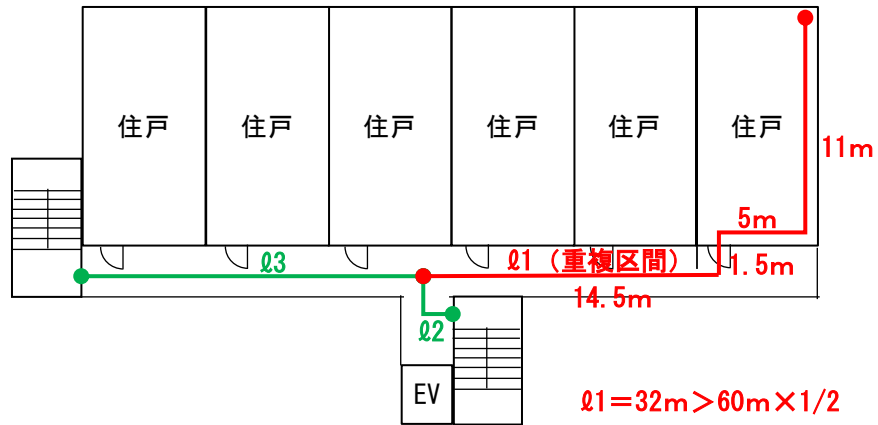 住戸
住戸
住戸
住戸
住戸
住戸
11m
5m
ℓ3
ℓ1（重複区間）
1.5m
14.5m
ℓ2
EV
ℓ1＝32m＞60m×1/2